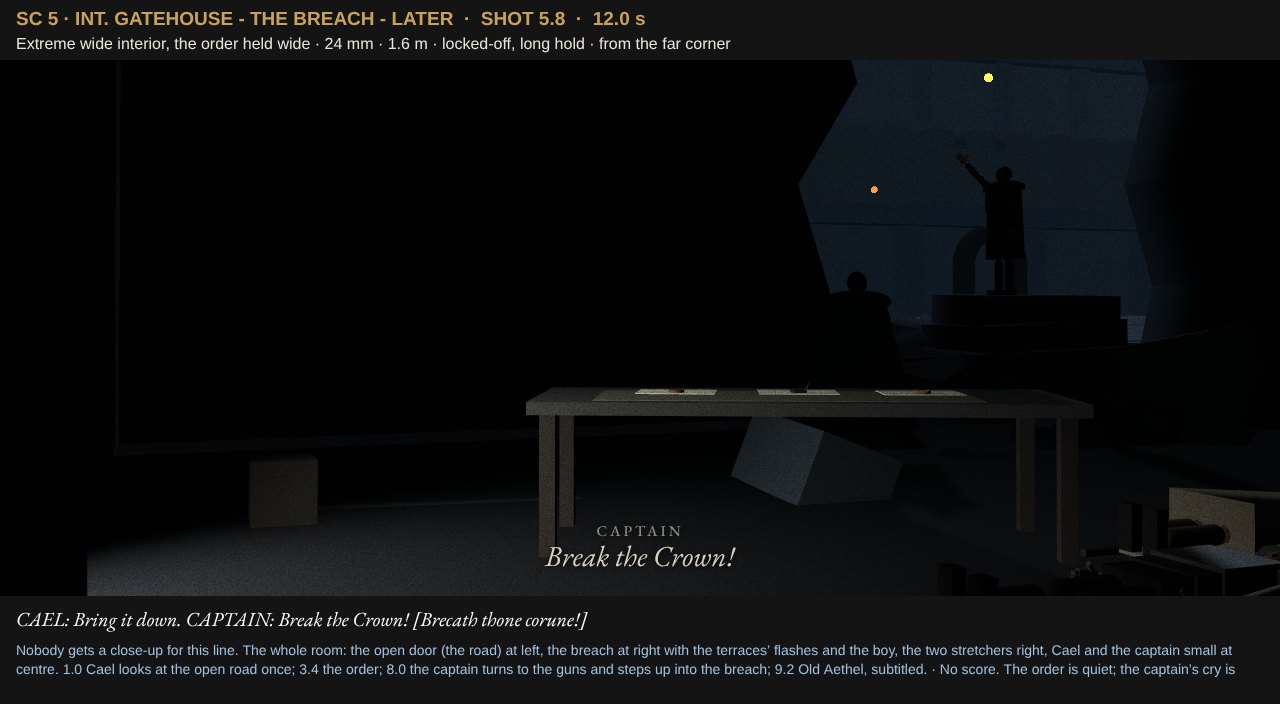 SC 5 · INT. GATEHOUSE - THE BREACH - LATER · SHOT 5.8 · 12.0 s
Extreme wide interior, the order held wide · 24 mm · 1.6 m · locked-off, long hold · from the far corner
CAPTAIN
Break the Crown!
CAEL: Bring it down. CAPTAIN: Break the Crown! [Brecath thone corune!]
Nobody gets a close-up for this line. The whole room: the open door (the road) at left, the breach at right with the terraces' flashes and the boy, the two stretchers right, Cael and the captain small at
centre. 1.0 Cael looks at the open road once; 3.4 the order; 8.0 the captain turns to the guns and steps up into the breach; 9.2 Old Aethel, subtitled. · No score. The order is quiet; the captain's cry is